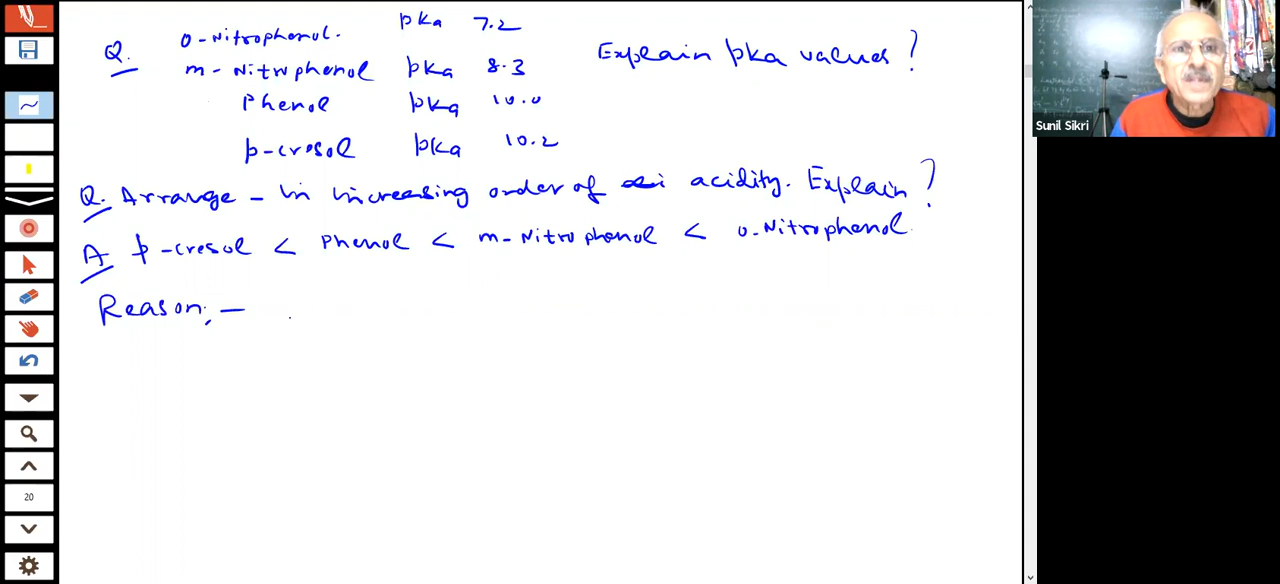 Q. o-Nitrophenol. pka 7.2
m-Nitrophenol pka 8.3
Explain pka values?
Phenol pka 10.0
p-cresol pka 10.2
Q. Arrange - in increasing order of acidity. Explain?
A p-cresol < Phenol < m-Nitrophenol < o-Nitrophenol.
Reason:-
Sunil Sikri
20